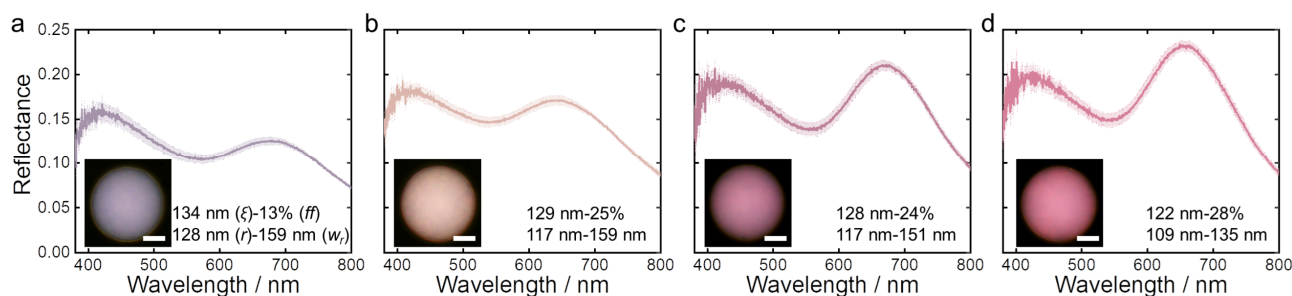 a
b
c
d
Reflectance
0.25
0.20
0.15
0.10
0.05
0.00
134 nm (ξ)-13% (ff)
128 nm (r)-159 nm (wr)
129 nm-25%
117 nm-159 nm
128 nm-24%
117 nm-151 nm
122 nm-28%
109 nm-135 nm
400 500 600 700 800
400 500 600 700 800
400 500 600 700 800
400 500 600 700 800
Wavelength / nm
Wavelength / nm
Wavelength / nm
Wavelength / nm